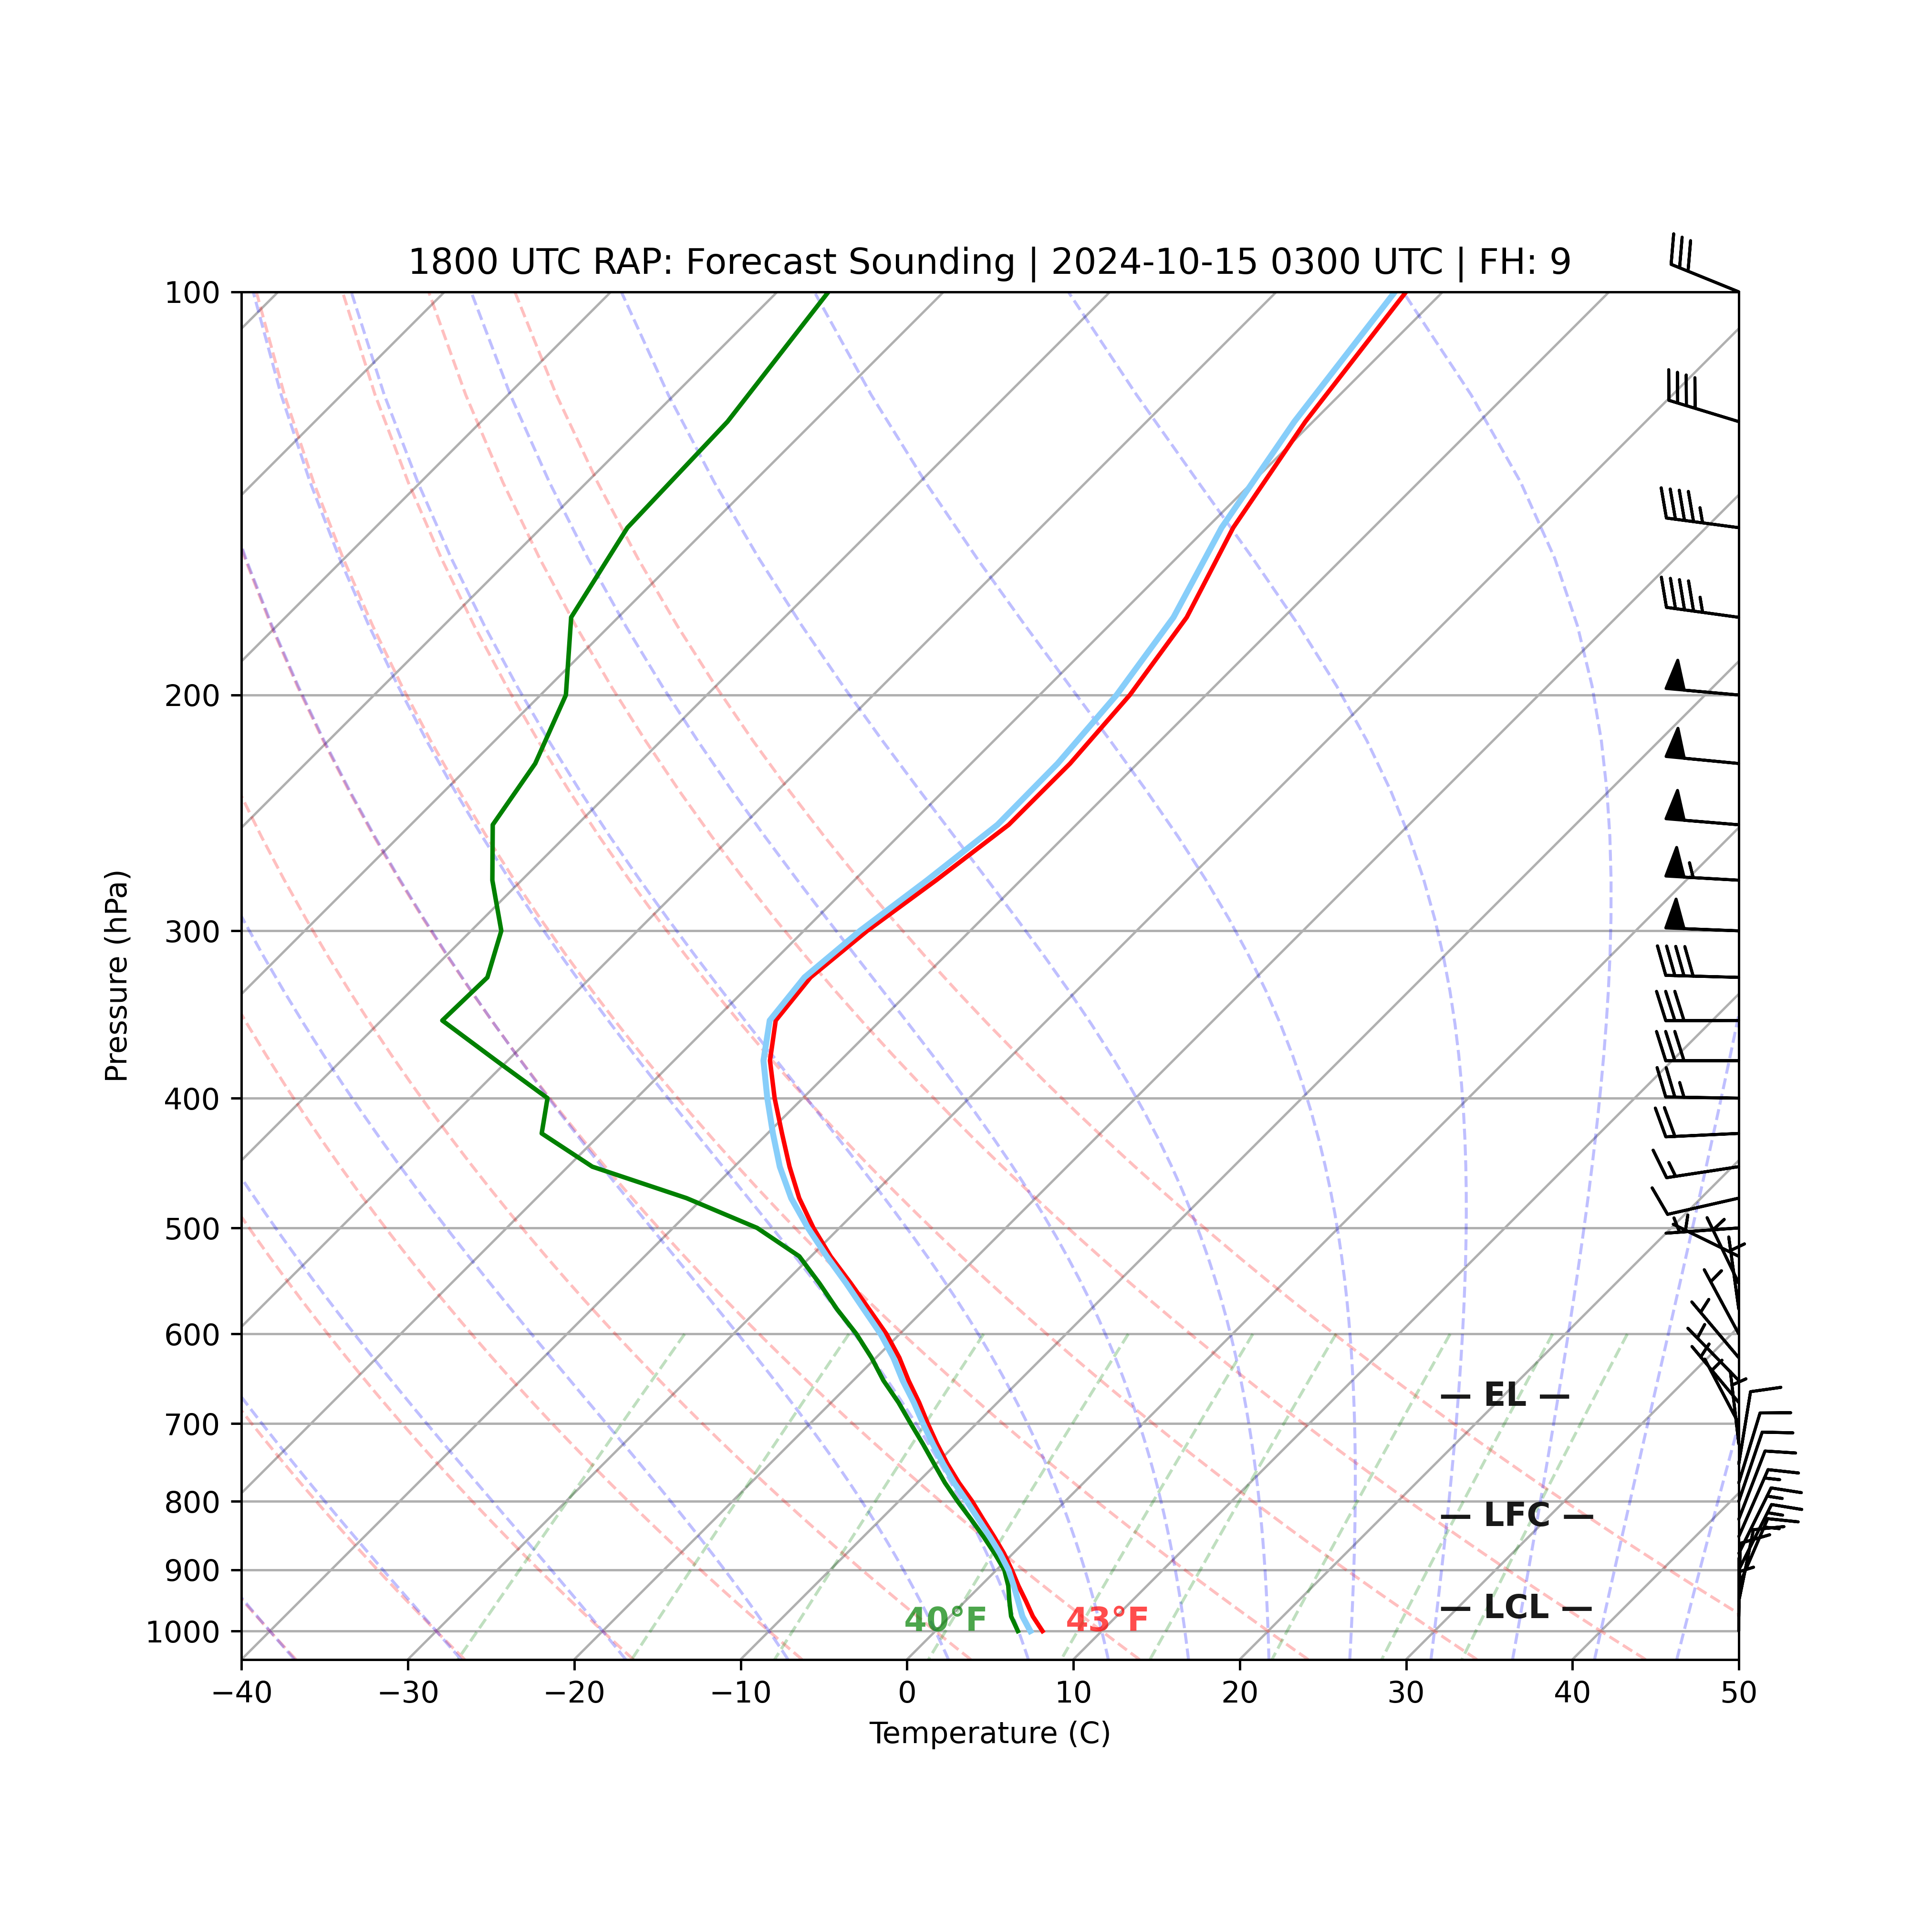 1800 UTC RAP: Forecast Sounding | 2024-10-15 0300 UTC | FH: 9
100
200
300
Pressure (hPa)
400
500
600
— EL —
700
800
— LFC —
900
— LCL —
40°F 43°F
1000
−40 −30 −20 −10 0 10 20 30 40 50
Temperature (C)